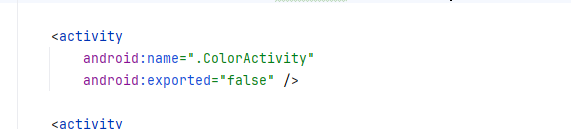 <activity
android:name=".ColorActivity"
android:exported="false" />
<activity